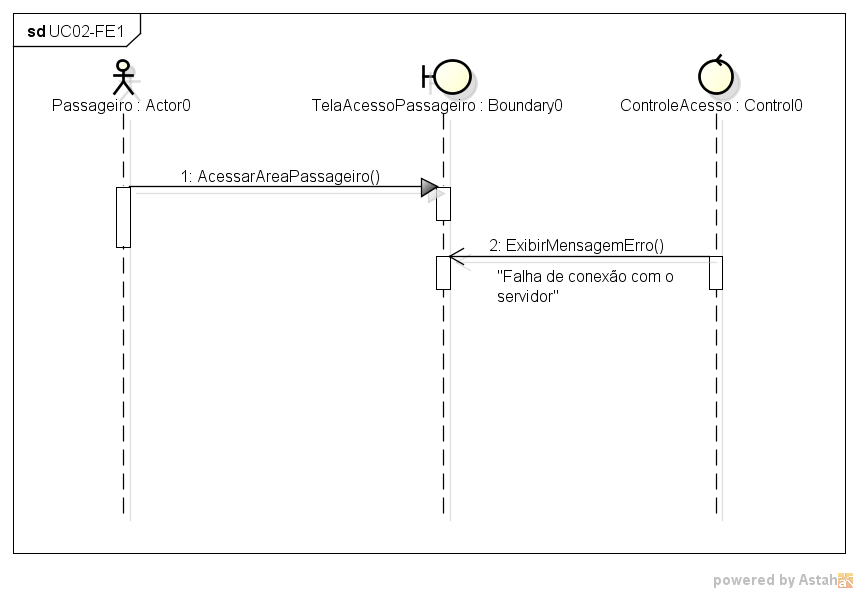 sd UC02-FE1
Passageiro : Actor0
TelaAcessoPassageiro : Boundary0
ControleAcesso : Control0
1: AcessarAreaPassageiro()
2: ExibirMensagemErro()
"Falha de conexão com o
servidor"
powered by Astah